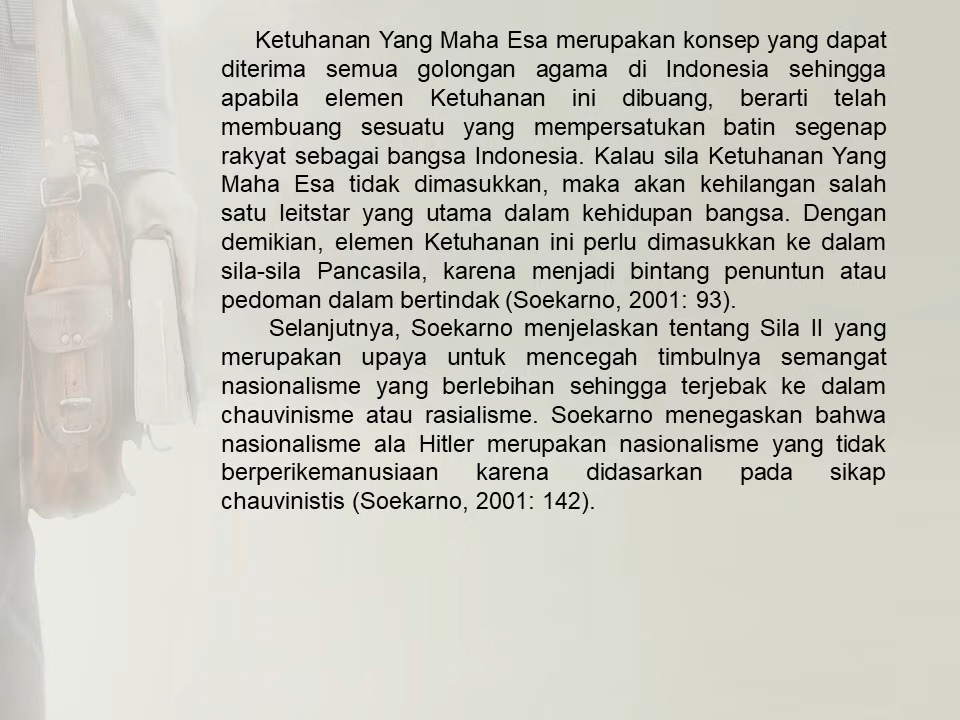 Ketuhanan Yang Maha Esa merupakan konsep yang dapat
diterima semua golongan agama di Indonesia sehingga
apabila elemen Ketuhanan ini dibuang, berarti telah
membuang sesuatu yang mempersatukan batin segenap
rakyat sebagai bangsa Indonesia. Kalau sila Ketuhanan Yang
Maha Esa tidak dimasukkan, maka akan kehilangan salah
satu leitstar yang utama dalam kehidupan bangsa. Dengan
demikian, elemen Ketuhanan ini perlu dimasukkan ke dalam
sila-sila Pancasila, karena menjadi bintang penuntun atau
pedoman dalam bertindak (Soekarno, 2001: 93).
Selanjutnya, Soekarno menjelaskan tentang Sila II yang
merupakan upaya untuk mencegah timbulnya semangat
nasionalisme yang berlebihan sehingga terjebak ke dalam
chauvinisme atau rasialisme. Soekarno menegaskan bahwa
nasionalisme ala Hitler merupakan nasionalisme yang tidak
berperikemanusiaan karena didasarkan pada sikap
chauvinistis (Soekarno, 2001: 142).